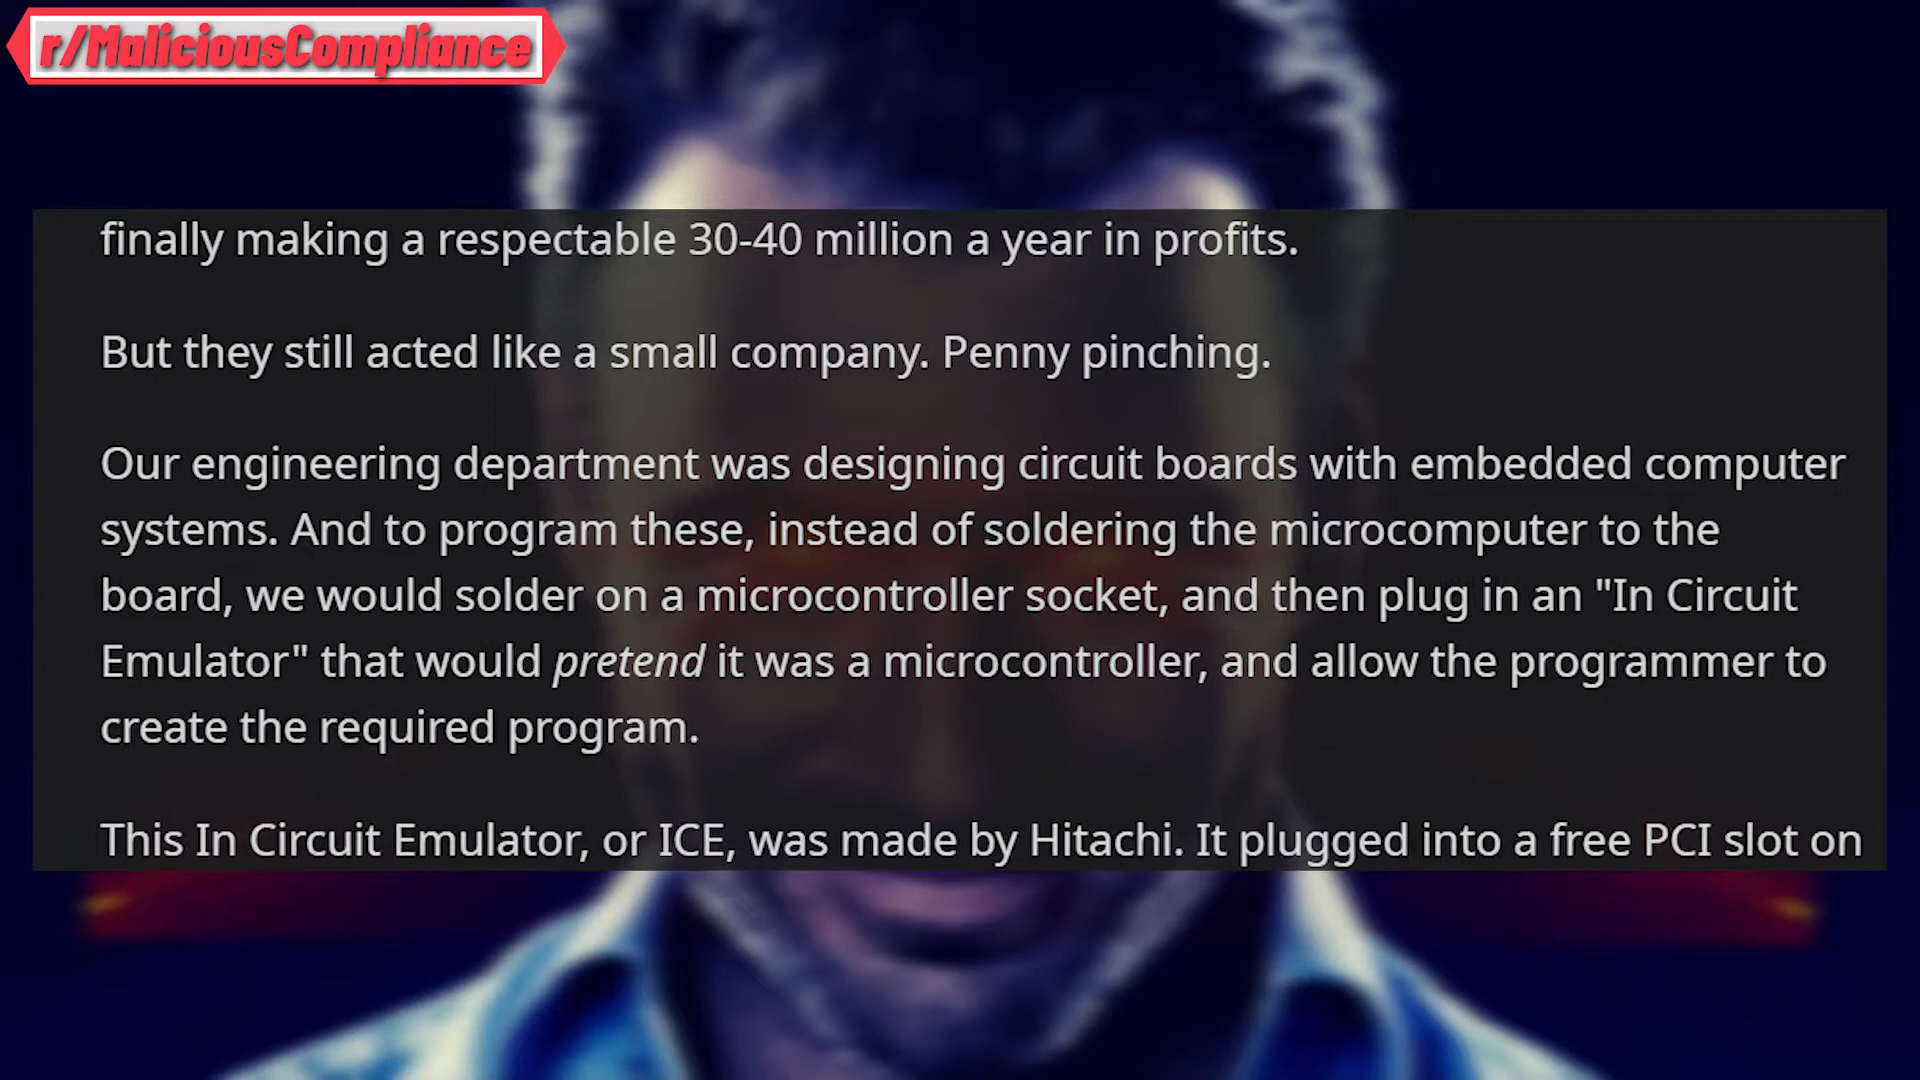 r/MaliciousCompliance
finally making a respectable 30-40 million a year in profits.
But they still acted like a small company. Penny pinching.
Our engineering department was designing circuit boards with embedded computer
systems. And to program these, instead of soldering the microcomputer to the
board, we would solder on a microcontroller socket, and then plug in an "In Circuit
Emulator" that would pretend it was a microcontroller, and allow the programmer to
create the required program.
This In Circuit Emulator, or ICE, was made by Hitachi. It plugged into a free PCI slot on